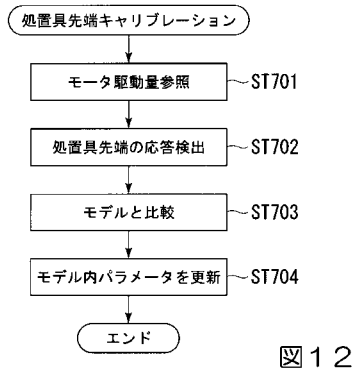 処置具先端キャリブレーション
モータ駆動量参照
ST701
処置具先端の応答検出
ST702
モデルと比較
ST703
モデル内パラメータを更新
ST704
エンド
図12